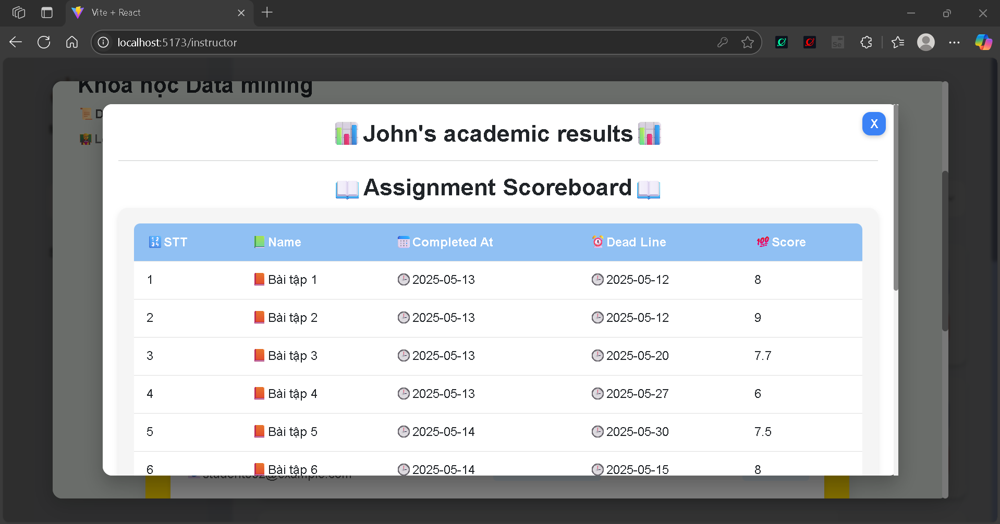 Vite + React
localhost:5173/instructor
Khoá học Data mining
D
L
John's academic results
X
Assignment Scoreboard
STT Name Completed At Dead Line Score
1 Bài tập 1 2025-05-13 2025-05-12 8
2 Bài tập 2 2025-05-13 2025-05-12 9
3 Bài tập 3 2025-05-13 2025-05-20 7.7
4 Bài tập 4 2025-05-13 2025-05-27 6
5 Bài tập 5 2025-05-14 2025-05-30 7.5
6 Bài tập 6 2025-05-14 2025-05-15 8